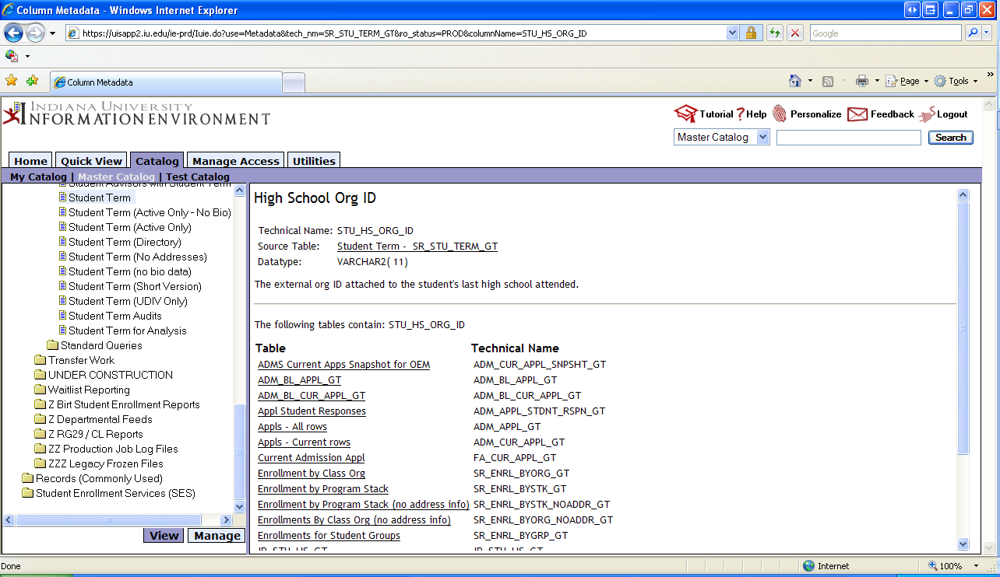 Column Metadata - Windows Internet Explorer
https://uisapp2.iu.edu/ie-prd/Iuie.do?use=Metadata&tech_nm=SR_STU_TERM_GT&ro_status=PROD&columnName=STU_HS_ORG_ID
Google
Column Metadata
Page
Tools
INDIANA UNIVERSITY
INFORMATION ENVIRONMENT
Tutorial ? Help Personalize Feedback Logout
Master Catalog Search
Home Quick View Catalog Manage Access Utilities
My Catalog | Master Catalog | Test Catalog
Student Advisors with Student Term
Student Term
Student Term (Active Only - No Bio)
Student Term (Active Only)
Student Term (Directory)
Student Term (No Addresses)
Student Term (no bio data)
Student Term (Short Version)
Student Term (UDIV Only)
Student Term Audits
Student Term for Analysis
Standard Queries
Transfer Work
UNDER CONSTRUCTION
Waitlist Reporting
Z Birt Student Enrollment Reports
Z Departmental Feeds
Z RG29 / CL Reports
ZZ Production Job Log Files
ZZZ Legacy Frozen Files
Records (Commonly Used)
Student Enrollment Services (SES)
View Manage
High School Org ID
Technical Name: STU_HS_ORG_ID
Source Table: Student Term - SR_STU_TERM_GT
Datatype: VARCHAR2( 11)
The external org ID attached to the student's last high school attended.
The following tables contain: STU_HS_ORG_ID
Table Technical Name
ADMS Current Apps Snapshot for OEM ADM_CUR_APPL_SNPSHT_GT
ADM_BL_APPL_GT ADM_BL_APPL_GT
ADM_BL_CUR_APPL_GT ADM_BL_CUR_APPL_GT
Appl Student Responses ADM_APPL_STDNT_RSPN_GT
Appls - All rows ADM_APPL_GT
Appls - Current rows ADM_CUR_APPL_GT
Current Admission Appl FA_CUR_APPL_GT
Enrollment by Class Org SR_ENRL_BYORG_GT
Enrollment by Program Stack SR_ENRL_BYSTK_GT
Enrollment by Program Stack (no address info) SR_ENRL_BYSTK_NOADDR_GT
Enrollments By Class Org (no address info) SR_ENRL_BYORG_NOADDR_GT
Enrollments for Student Groups SR_ENRL_BYGRP_GT
Done
Internet
100%